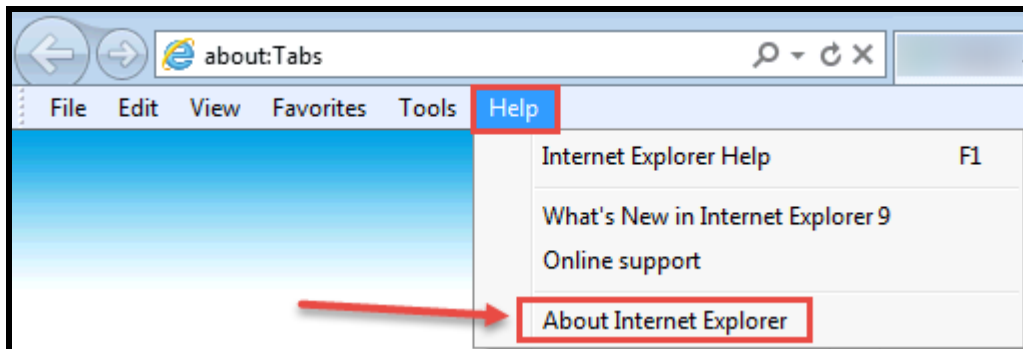 about:Tabs
File Edit View Favorites Tools Help
Internet Explorer Help F1
What's New in Internet Explorer 9
Online support
About Internet Explorer